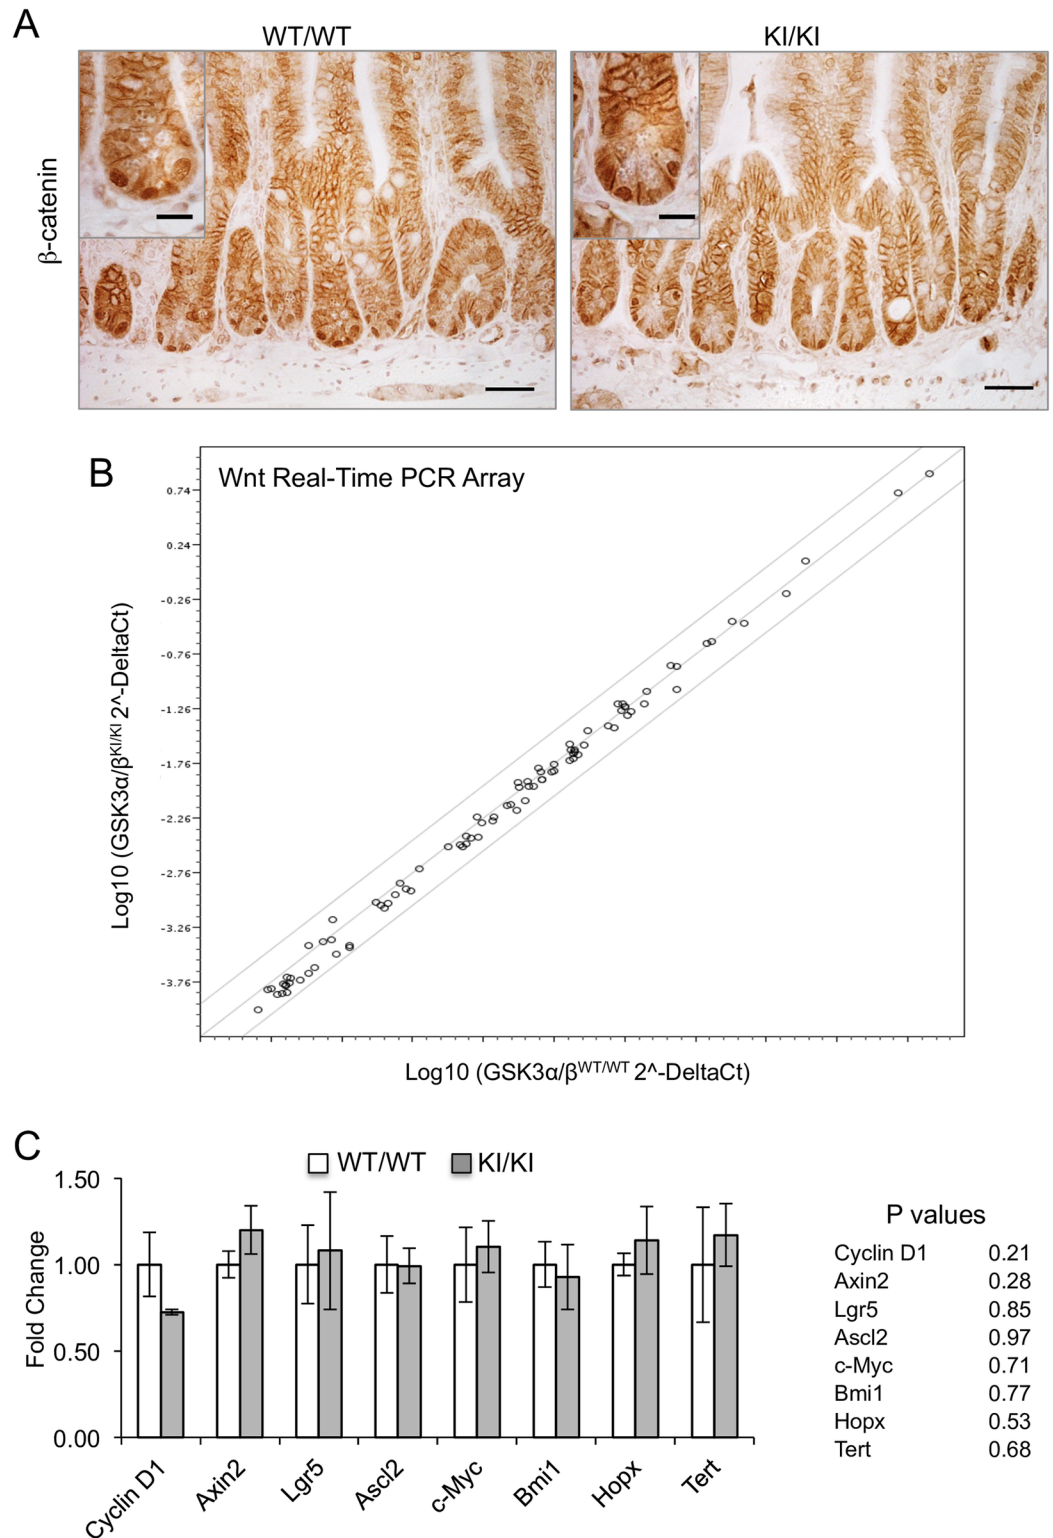 A
WT/WT
KI/KI
β-catenin
B
Wnt Real-Time PCR Array
0.74
0.24
-0.26
-0.76
-1.26
-1.76
-2.26
-2.76
-3.26
-3.76
Log10 (GSK3α/βKI/KI 2^-DeltaCt)
Log10 (GSK3α/βWT/WT 2^-DeltaCt)
C
WT/WT KI/KI
1.50
1.00
0.50
0.00
Fold Change
Cyclin D1
Axin2
Lgr5
Ascl2
c-Myc
Bmi1
Hopx
Tert
P values
Cyclin D1 0.21
Axin2 0.28
Lgr5 0.85
Ascl2 0.97
c-Myc 0.71
Bmi1 0.77
Hopx 0.53
Tert 0.68